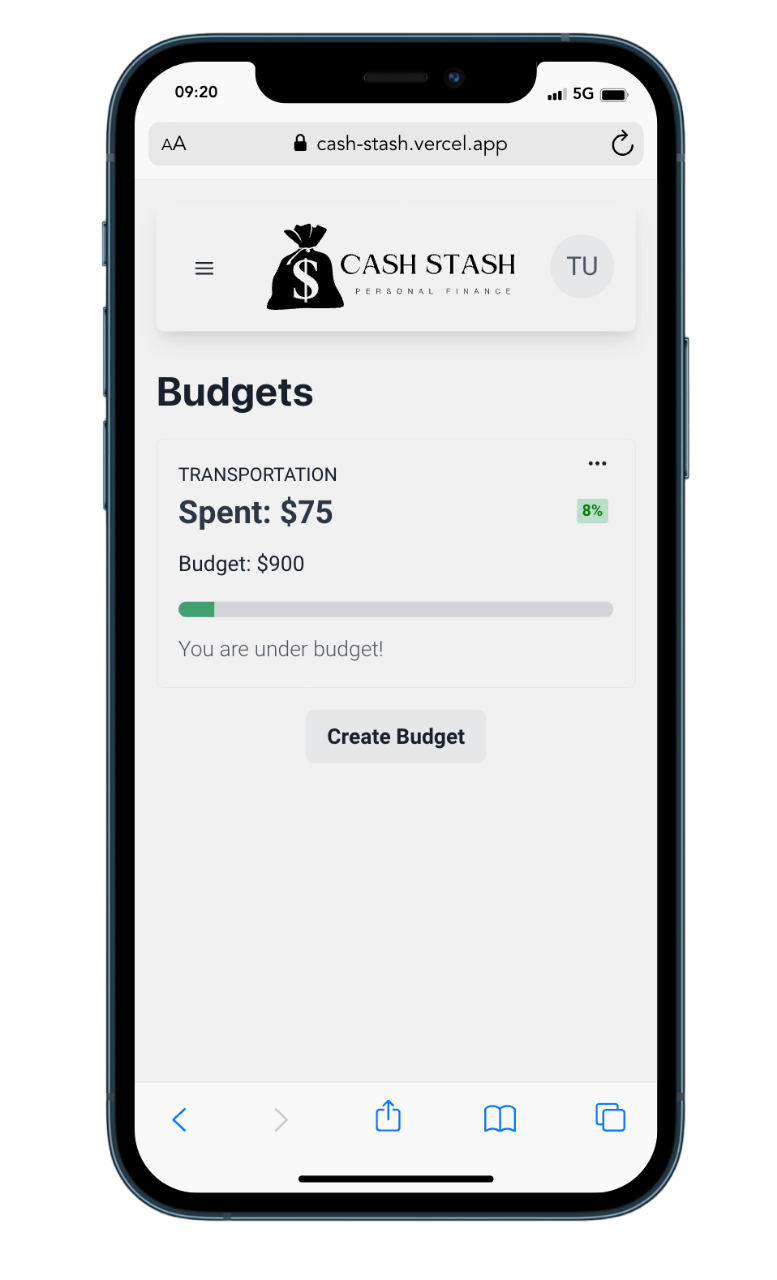 09:20
5G
AA
cash-stash.vercel.app
$
CASH STASH
PERSONAL FINANCE
TU
Budgets
TRANSPORTATION
Spent: $75
8%
Budget: $900
You are under budget!
Create Budget